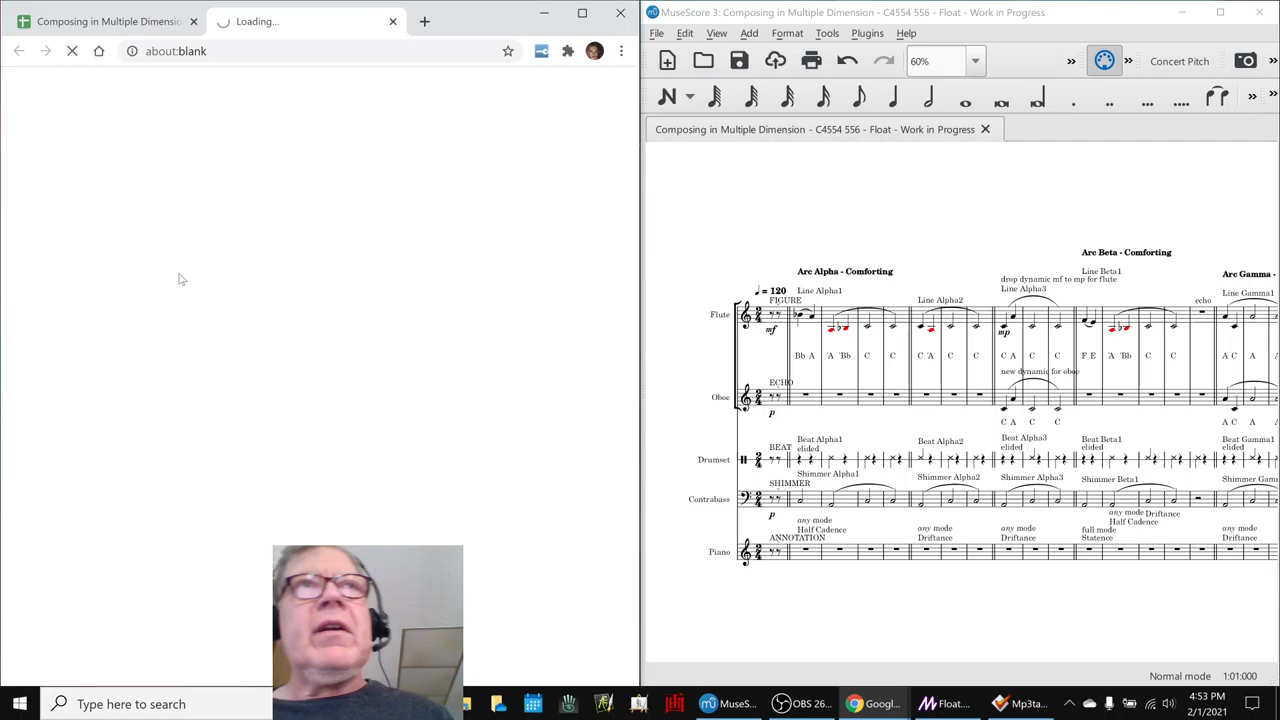 Composing in Multiple Dimension
Loading...
about:blank
MuseScore 3: Composing in Multiple Dimension - C4554 556 - Float - Work in Progress
File Edit View Add Format Tools Plugins Help
60%
Concert Pitch
Composing in Multiple Dimension - C4554 556 - Float - Work in Progress
Arc Beta - Comforting
Arc Alpha - Comforting
Arc Gamma -
Line Beta1
drop dynamic mf to mp for flute
Line Alpha3
= 120
Line Alpha1
Line Alpha2
Line Gamma1
FIGURE
echo
Flute
mf
mp
Bb A 'A 'Bb C C C 'A C C C A C C F E 'A 'Bb C C A C A
new dynamic for oboe
ECHO
Oboe
p
C A C C
A C A
BEAT
Beat Alpha1
elided
Beat Alpha2
Beat Alpha3
elided
Beat Beta1
elided
Beat Gamma1
elided
Drumset
Shimmer Alpha1
Shimmer Alpha2
Shimmer Alpha3
Shimmer Beta1
Shimmer Gam
SHIMMER
Contrabass
p
any mode
Half Cadence
any mode
Driftance
any mode
Driftance
full mode
Statence
any mode
Half Cadence
Driftance
any mode
Driftance
ANNOTATION
Piano
Normal mode 1:01:000
Type here to search
MuseS...
OBS 26...
Googl...
Float....
Mp3ta...
4:53 PM
2/1/2021